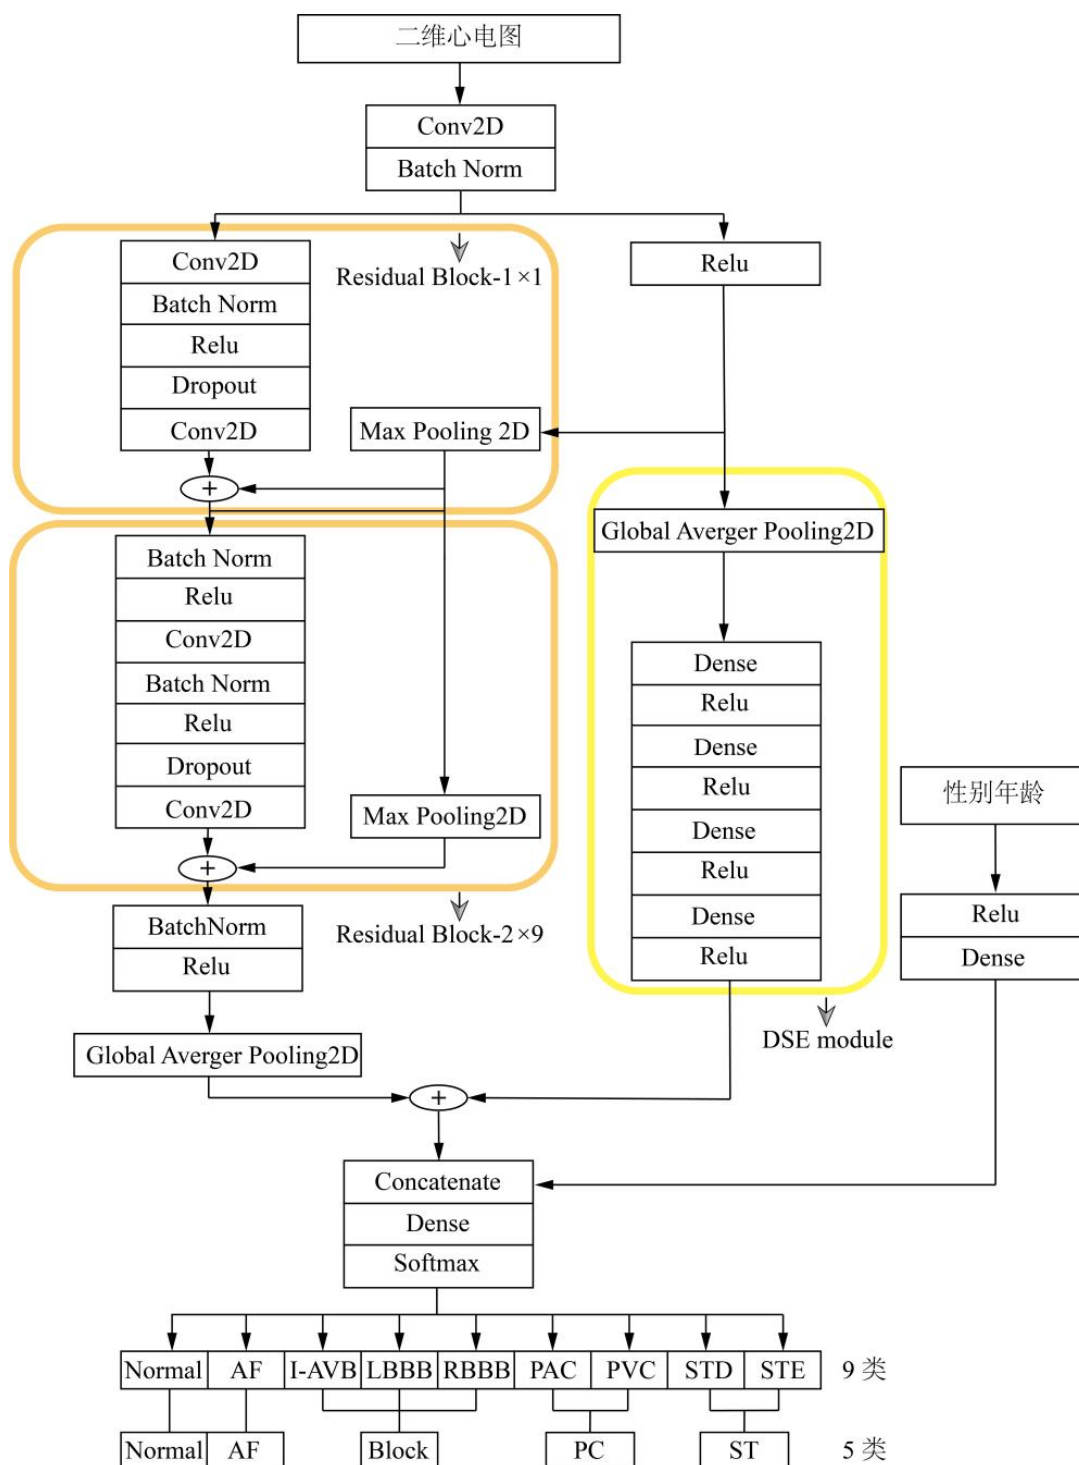 二维心电图
Conv2D
Batch Norm
Conv2D
Batch Norm
Relu
Dropout
Conv2D
Residual Block-1×1
Max Pooling 2D
+
Relu
Batch Norm
Relu
Conv2D
Batch Norm
Relu
Dropout
Conv2D
Max Pooling2D
+
Residual Block-2×9
BatchNorm
Relu
Global Averger Pooling2D
Global Averger Pooling2D
Dense
Relu
Dense
Relu
Dense
Relu
Dense
Relu
DSE module
性别年龄
Relu
Dense
+
Concatenate
Dense
Softmax
Normal AF I-AVB LBBB RBBB PAC PVC STD STE 9 类
Normal AF Block PC ST 5 类